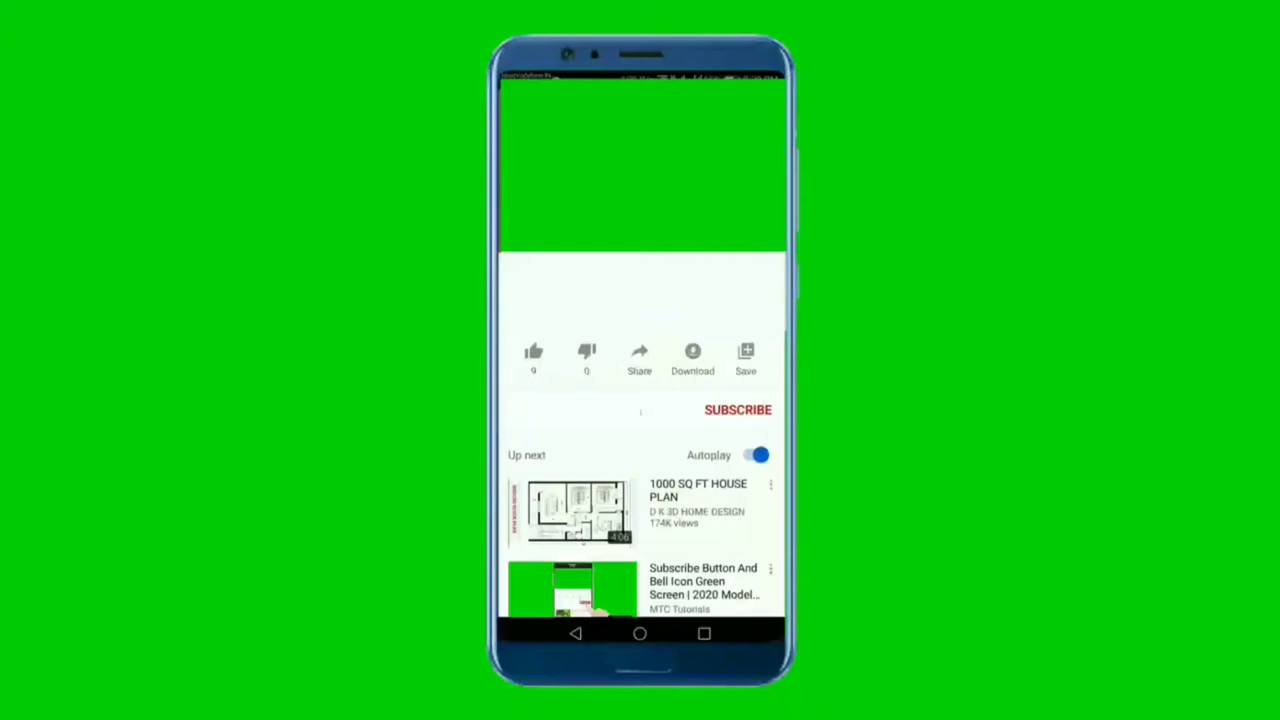 9
0
Share
Download
Save
SUBSCRIBE
Up next
Autoplay
1000 SQ FT HOUSE
PLAN
D K 3D HOME DESIGN
174K views
4:06
Subscribe Button And
Bell Icon Green
Screen | 2020 Model...
MTC Tutorials